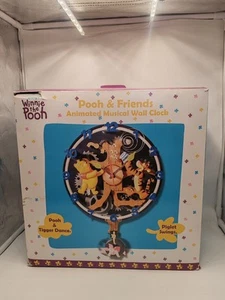 Winnie
the
Pooh
Pooh & Friends
Animated Musical Wall Clock
Pooh
&
Tigger Dance.
Piglet
Swings.